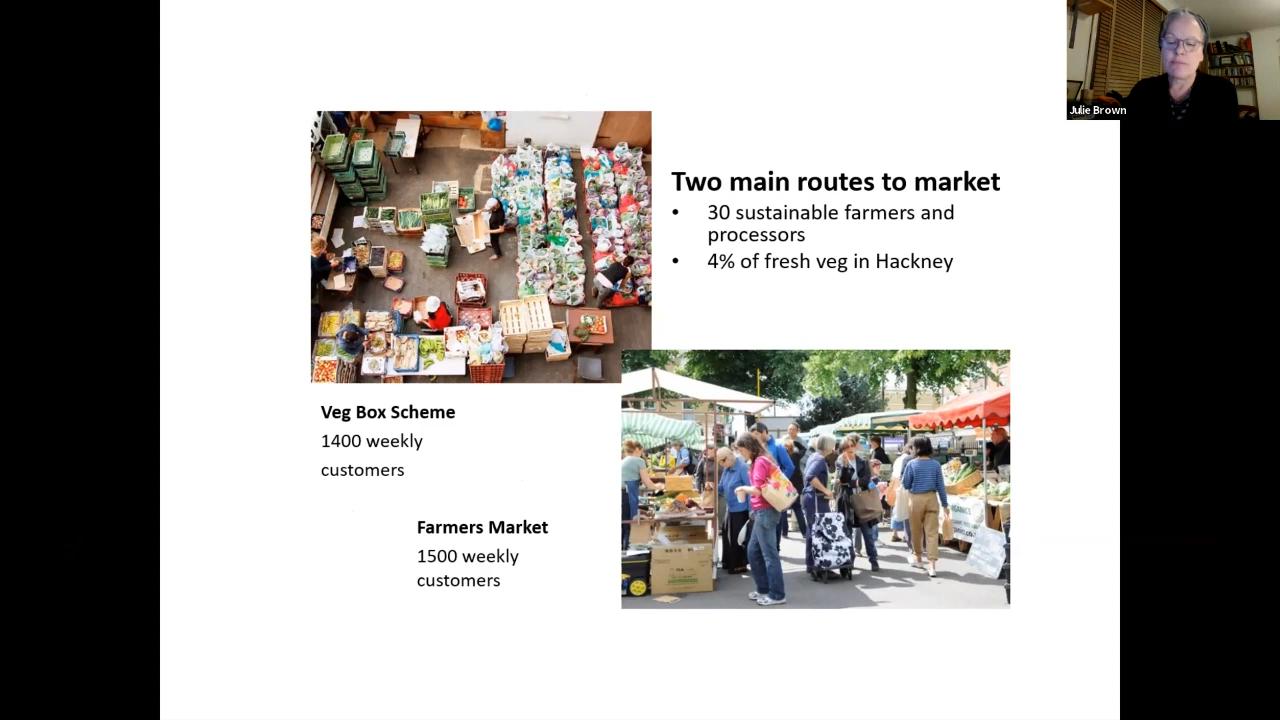 Julie Brown
Two main routes to market
• 30 sustainable farmers and
processors
• 4% of fresh veg in Hackney
Veg Box Scheme
1400 weekly
customers
Farmers Market
1500 weekly
customers